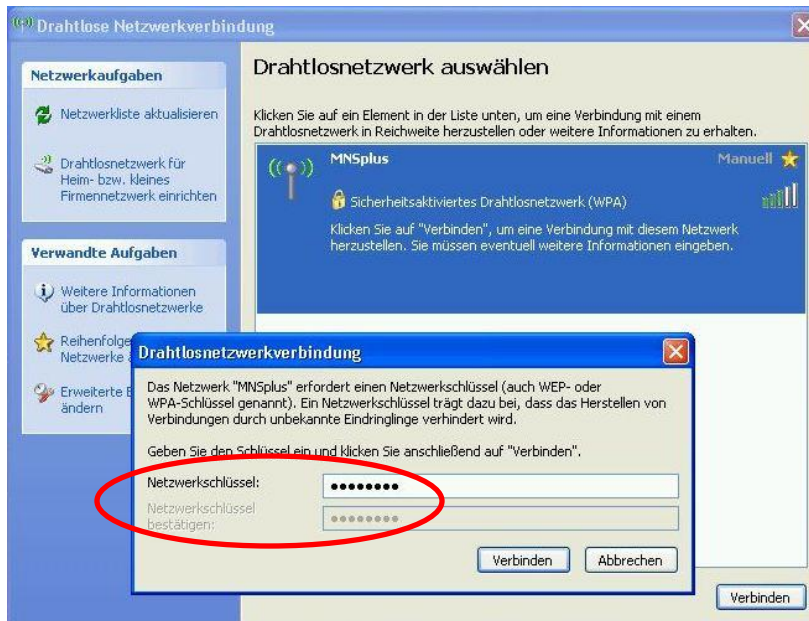 Drahtlose Netzwerkverbindung
Netzwerkaufgaben
Netzwerkliste aktualisieren
Drahtlosnetzwerk für
Heim- bzw. kleines
Firmennetzwerk einrichten
Verwandte Aufgaben
Weitere Informationen
über Drahtlosnetzwerke
Reihenfolge
Netzwerke
Erweiterte
ändern
Drahtlosnetzwerk auswählen
Klicken Sie auf ein Element in der Liste unten, um eine Verbindung mit einem
Drahtlosnetzwerk in Reichweite herzustellen oder weitere Informationen zu erhalten.
MNSplus Manuell
Sicherheitsaktiviertes Drahtlosnetzwerk (WPA)
Klicken Sie auf "Verbinden", um eine Verbindung mit diesem Netzwerk
herzustellen. Sie müssen eventuell weitere Informationen eingeben.
Drahtlosnetzwerkverbindung
Das Netzwerk "MNSplus" erfordert einen Netzwerkschlüssel (auch WEP- oder
WPA-Schlüssel genannt). Ein Netzwerkschlüssel trägt dazu bei, dass das Herstellen von
Verbindungen durch unbekannte Eindringlinge verhindert wird.
Geben Sie den Schlüssel ein und klicken Sie anschließend auf "Verbinden".
Netzwerkschlüssel: ••••••••
Netzwerkschlüssel
bestätigen: ••••••••
Verbinden Abbrechen
Verbinden